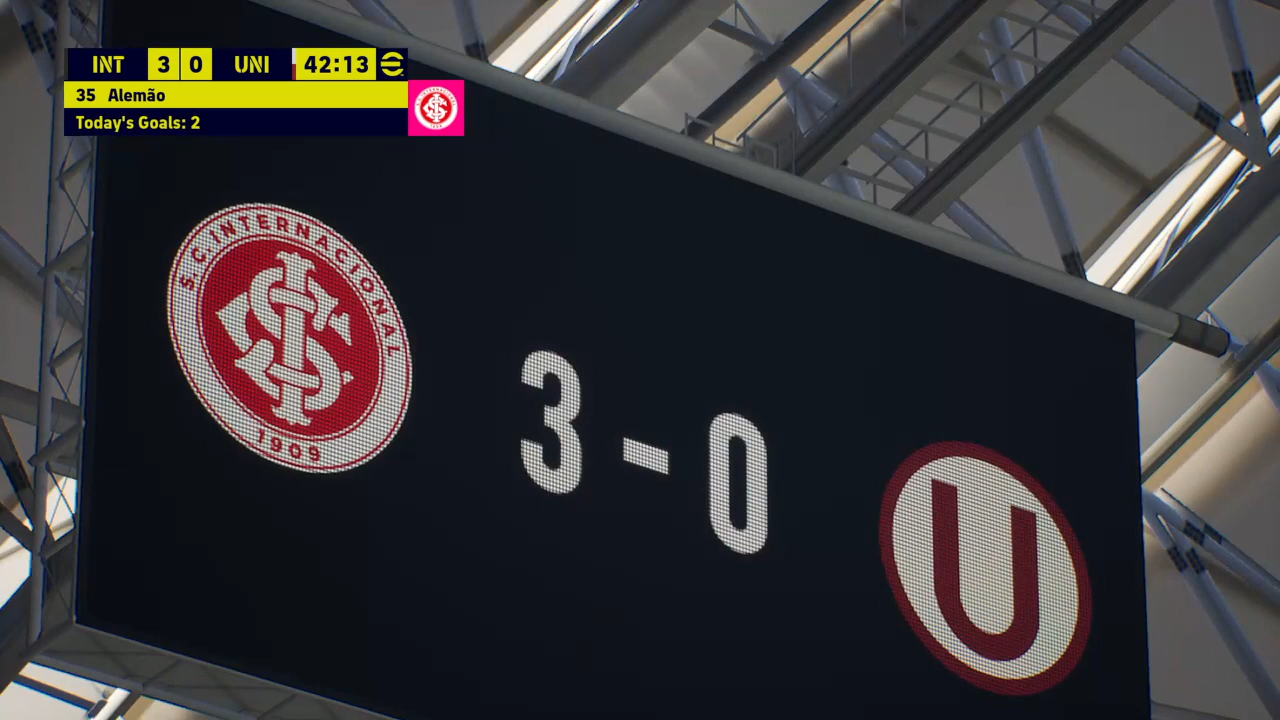 INT 3 0 UNI 42:13
35 Alemão
Today's Goals: 2
S.C. INTERNACIONAL
1909
3 - 0
U